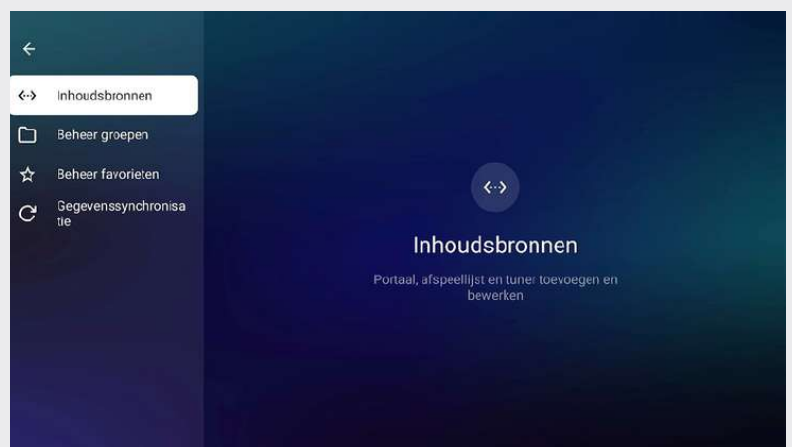 Inhoudsbronnen
Beheer groepen
Beheer favorieten
Gegevenssynchronisa
tie
Inhoudsbronnen
Portaal, afspeellijst en tuner toevoegen en
bewerken